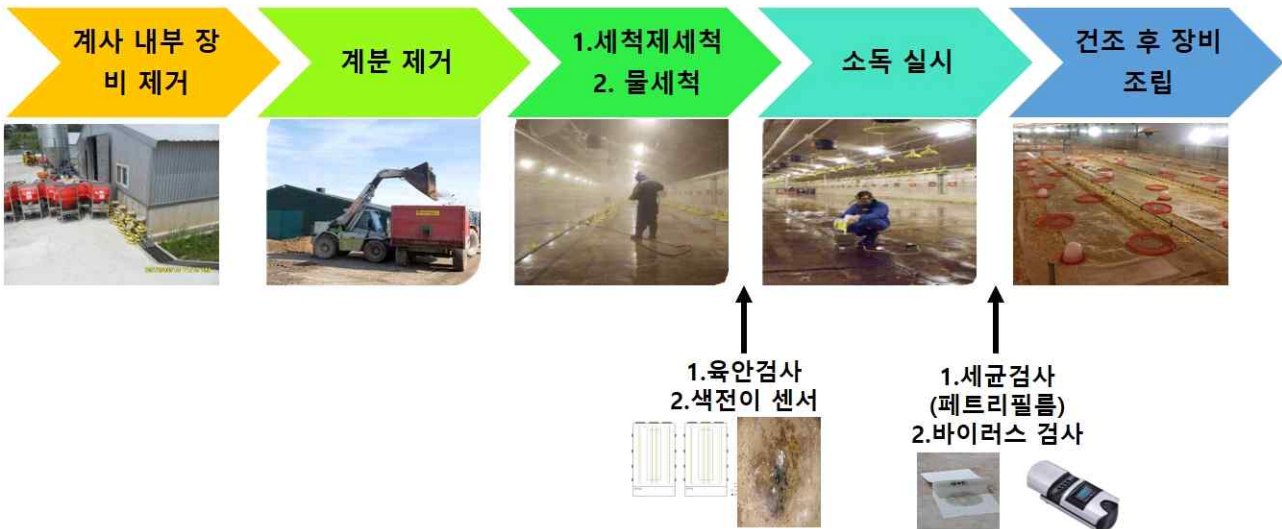 계사 내부 장
비 제거
계분 제거
1.세척제세척
2. 물세척
소독 실시
건조 후 장비
조립
1.육안검사
2.색전이 센서
1.세균검사
(페트리필름)
2.바이러스 검사